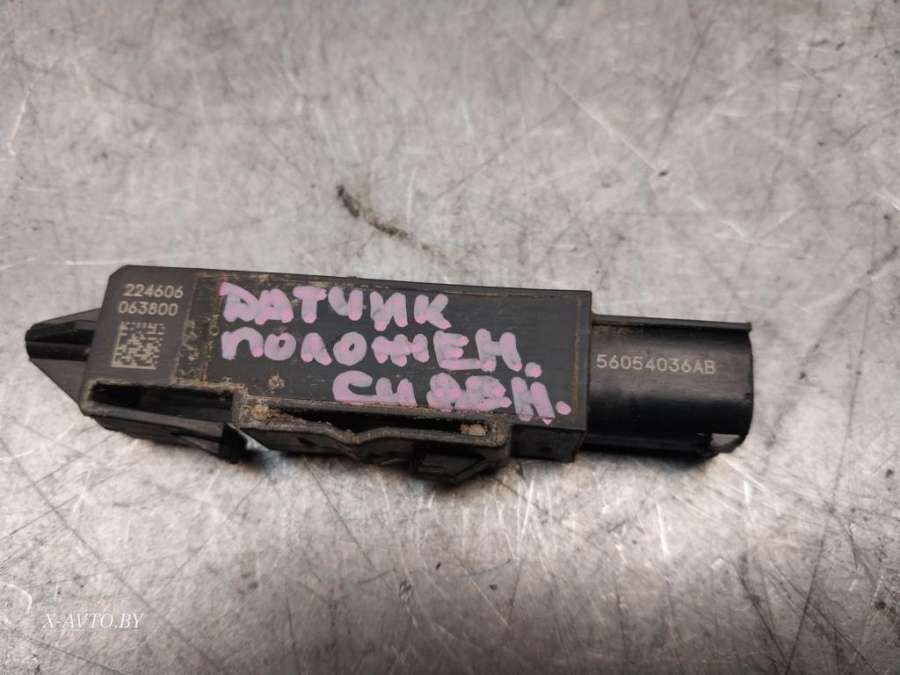 224606
063800
ДАТЧИК
ПОЛОЖЕН.
СИДЕН.
56054036AB
X-AVTO.BY